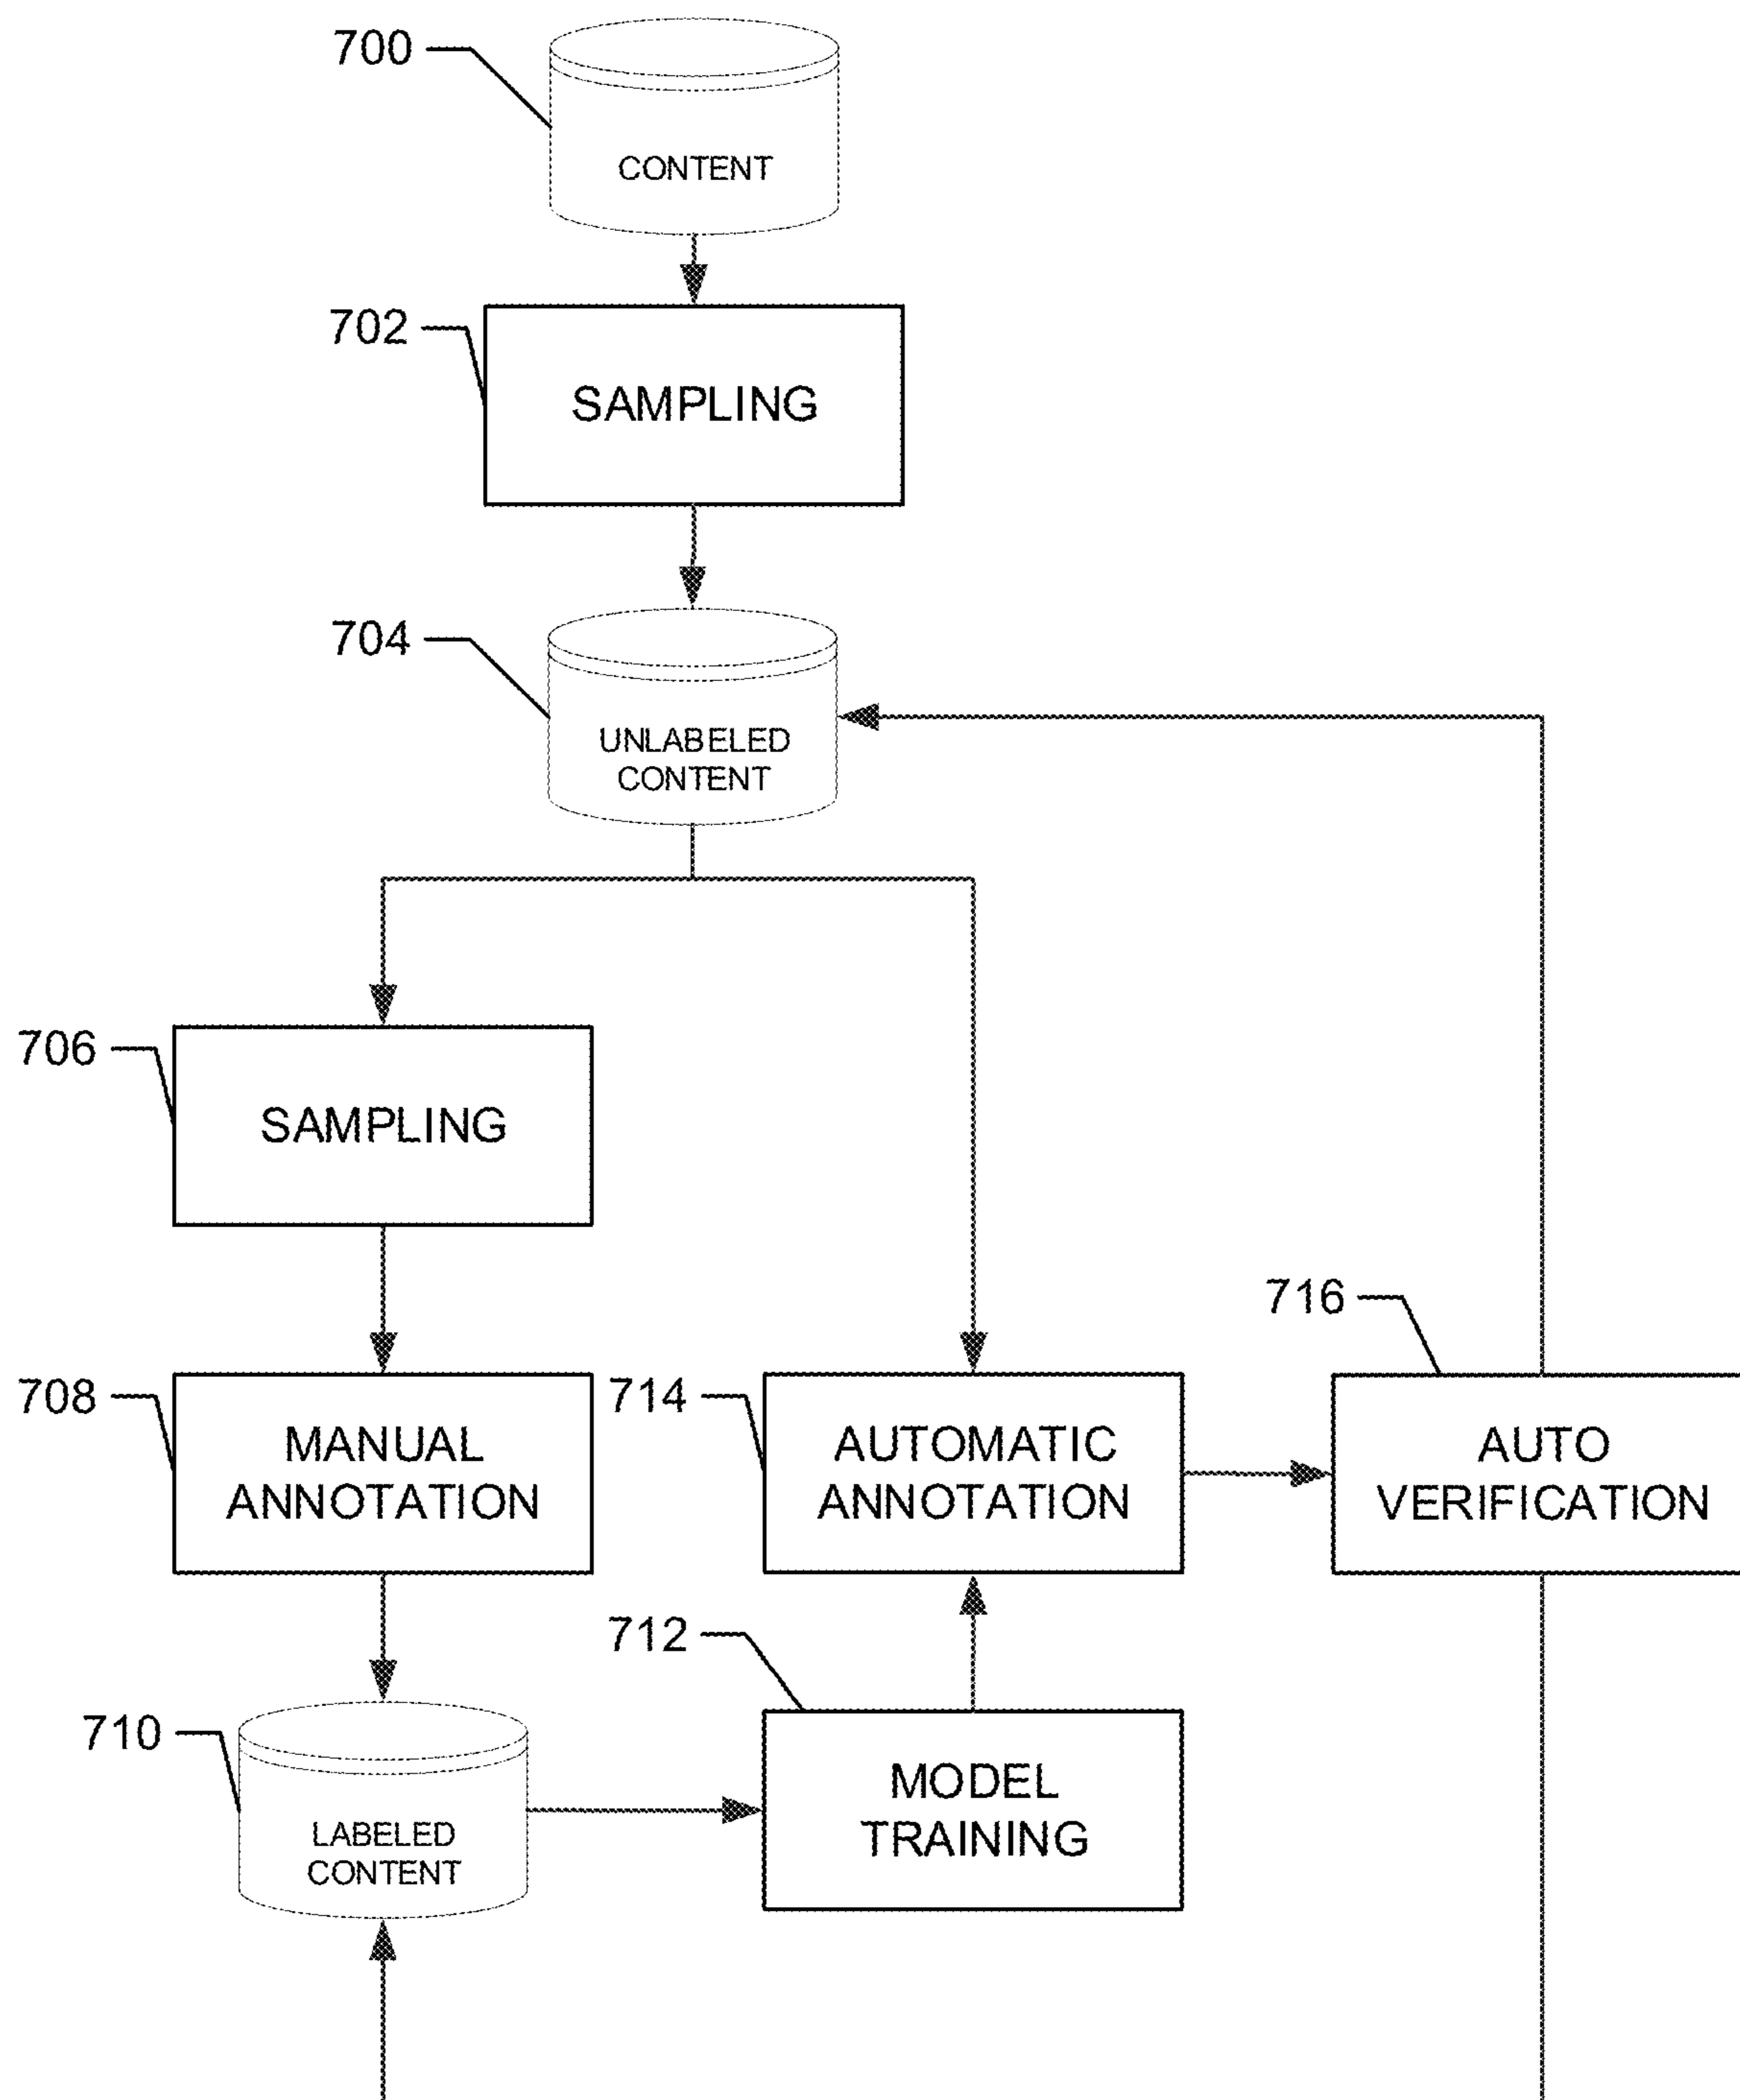 700
CONTENT
702
SAMPLING
704
UNLABELED
CONTENT
706
SAMPLING
716
708
MANUAL
ANNOTATION
714
AUTOMATIC
ANNOTATION
AUTO
VERIFICATION
712
710
LABELED
CONTENT
MODEL
TRAINING